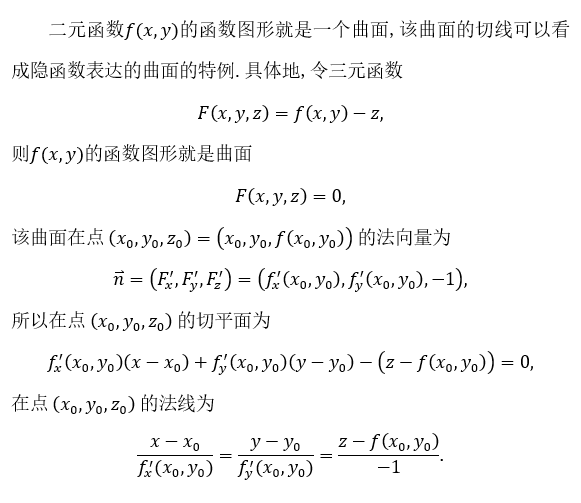 二元函数f(x, y)的函数图形就是一个曲面, 该曲面的切线可以看
成隐函数表达的曲面的特例. 具体地, 令三元函数
F(x, y, z) = f(x, y) − z,
则f(x, y)的函数图形就是曲面
F(x, y, z) = 0,
该曲面在点 (x₀, y₀, z₀) = (x₀, y₀, f(x₀, y₀)) 的法向量为
n⃗ = (F′ₓ, F′ᵧ, F′_z) = (f′ₓ(x₀, y₀), f′ᵧ(x₀, y₀), −1),
所以在点 (x₀, y₀, z₀) 的切平面为
f′ₓ(x₀, y₀)(x − x₀) + f′ᵧ(x₀, y₀)(y − y₀) − (z − f(x₀, y₀)) = 0,
在点 (x₀, y₀, z₀) 的法线为
(x − x₀)/f′ₓ(x₀, y₀) = (y − y₀)/f′ᵧ(x₀, y₀) = (z − f(x₀, y₀))/−1.